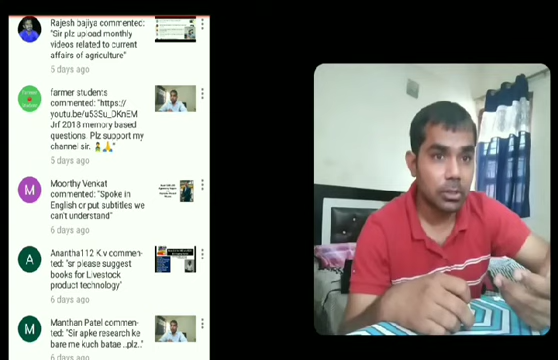 Rajesh bajiya commented:
"Sir plz upload monthly
videos related to current
affairs of agriculture"
5 days ago
farmer students
commented: "https://
youtu.be/u53Su_DKnEM
Jrf 2018 memory based
questions. Plz support my
channel sir. 🙏
5 days ago
M
Moorthy Venkat
commented: "Spoke in
English or put subtitles we
can't understand"
6 days ago
A
Anantha112 K.v commen-
ted: "sr please suggest
books for Livestock
product technology"
6 days ago
M
Manthan Patel commen-
ted: "Sir apke research ke
bare me kuch batae ..plz.."
6 days ago